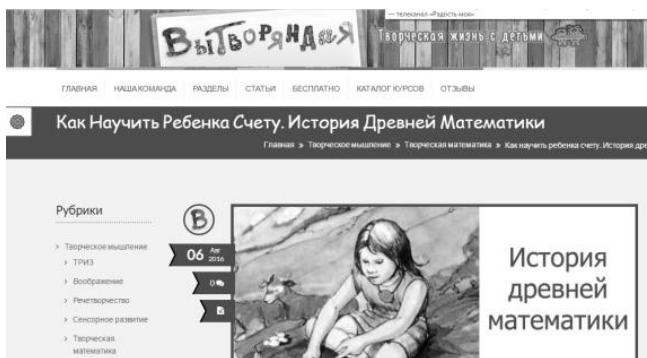 — телеканал «Радость моя»
ВыТворяндия
Творческая жизнь с детьми
ГЛАВНАЯ НАША КОМАНДА РАЗДЕЛЫ СТАТЬИ БЕСПЛАТНО КАТАЛОГ КУРСОВ ОТЗЫВЫ
Как Научить Ребенка Счету. История Древней Математики
Главная » Творческое мышление » Творческая математика » Как научить ребенка счету. История дре
Рубрики
> Творческое мышление
> ТРИЗ
> Воображение
> Речетворчество
> Сенсорное развитие
> Творческая
математика
В
06 Авг
2016
0
История
древней
математики